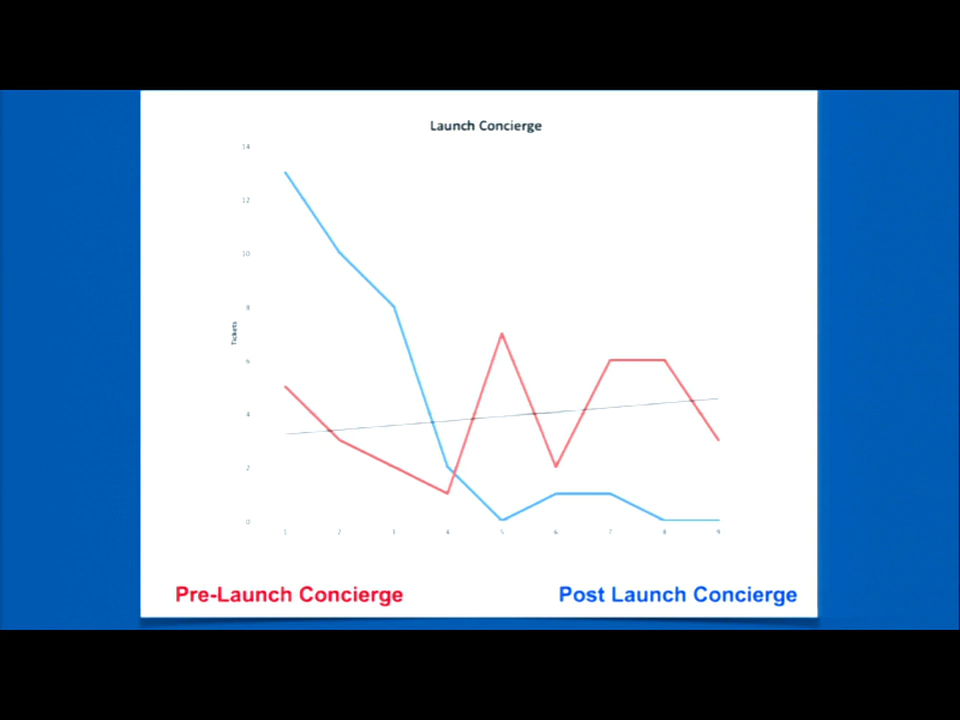 Launch Concierge
14
12
10
8
6
4
2
0
Tickets
1 2 3 4 5 6 7 8 9
Pre-Launch Concierge
Post Launch Concierge